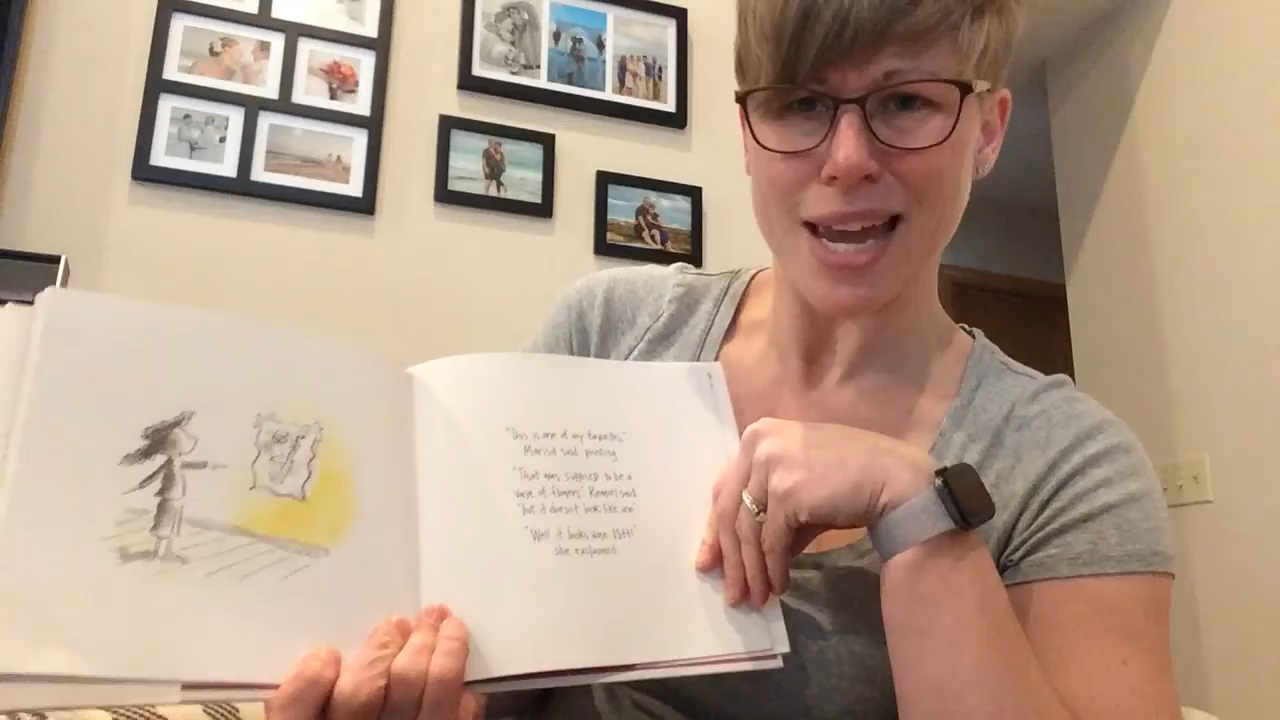 "This is one of my favorites,"
Marisol said, pointing.
"That was supposed to be a
vase of flowers," Ramon said,
"but it doesn't look like one."
"Well, it looks vase-ISH!"
she exclaimed.